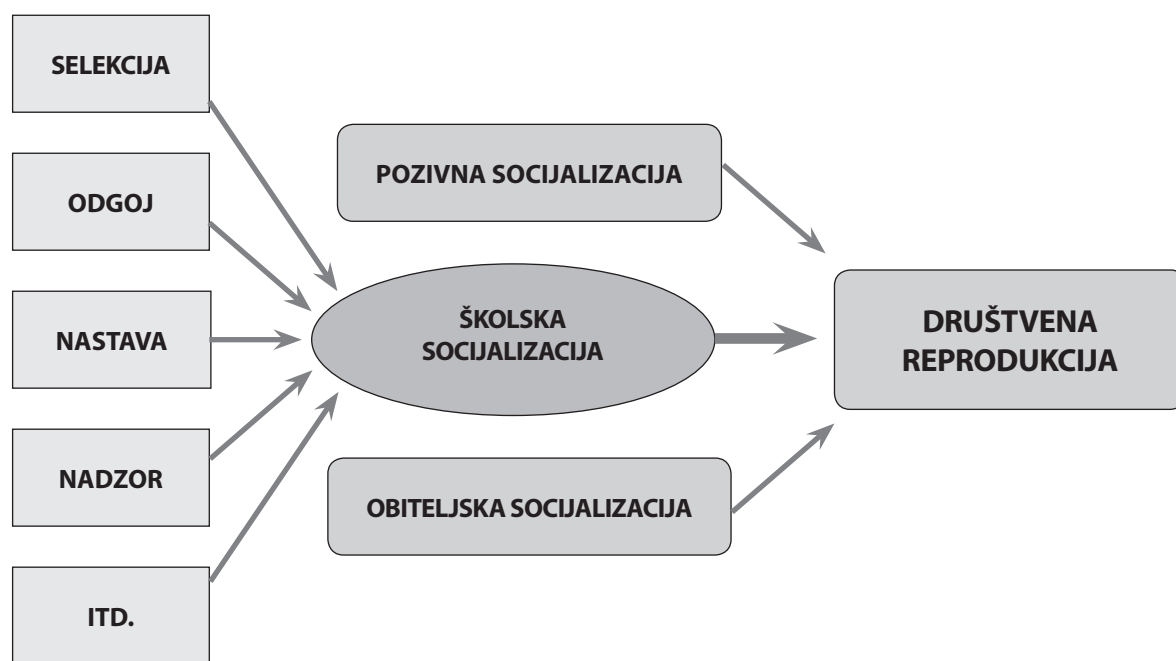 SELEKCIJA
ODGOJ
NASTAVA
NADZOR
ITD.
POZIVNA SOCIJALIZACIJA
ŠKOLSKA
SOCIJALIZACIJA
OBITELJSKA SOCIJALIZACIJA
DRUŠTVENA
REPRODUKCIJA